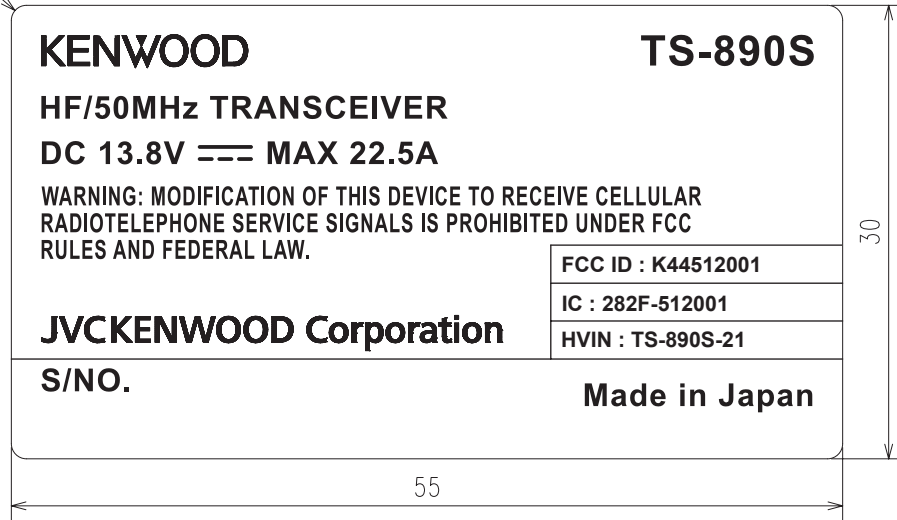 KENWOOD TS-890S
HF/50MHz TRANSCEIVER
DC 13.8V ⎓ MAX 22.5A
WARNING: MODIFICATION OF THIS DEVICE TO RECEIVE CELLULAR
RADIOTELEPHONE SERVICE SIGNALS IS PROHIBITED UNDER FCC
RULES AND FEDERAL LAW.
FCC ID : K44512001
IC : 282F-512001
HVIN : TS-890S-21
JVCKENWOOD Corporation
S/NO.
Made in Japan
30
55